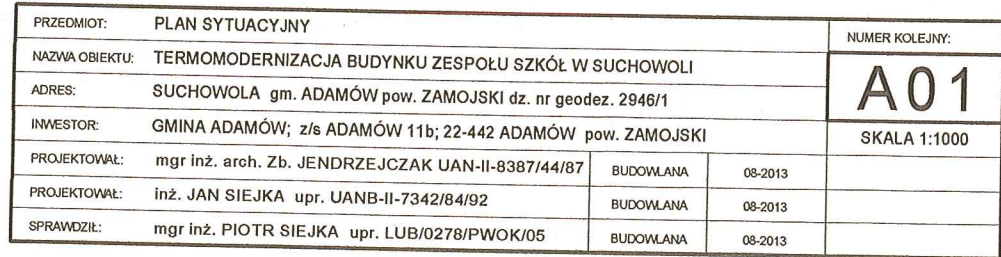 PRZEDMIOT: PLAN SYTUACYJNY NUMER KOLEJNY:
NAZWA OBIEKTU: TERMOMODERNIZACJA BUDYNKU ZESPOŁU SZKÓŁ W SUCHOWOLI
A01
ADRES: SUCHOWOLA gm. ADAMÓW pow. ZAMOJSKI dz. nr geodez. 2946/1
INWESTOR: GMINA ADAMÓW; z/s ADAMÓW 11b; 22-442 ADAMÓW pow. ZAMOJSKI SKALA 1:1000
PROJEKTOWAŁ: mgr inż. arch. Zb. JENDRZEJCZAK UAN-II-8387/44/87 BUDOWLANA 08-2013
PROJEKTOWAŁ: inż. JAN SIEJKA upr. UANB-II-7342/84/92 BUDOWLANA 08-2013
SPRAWDZIŁ: mgr inż. PIOTR SIEJKA upr. LUB/0278/PWOK/05 BUDOWLANA 08-2013